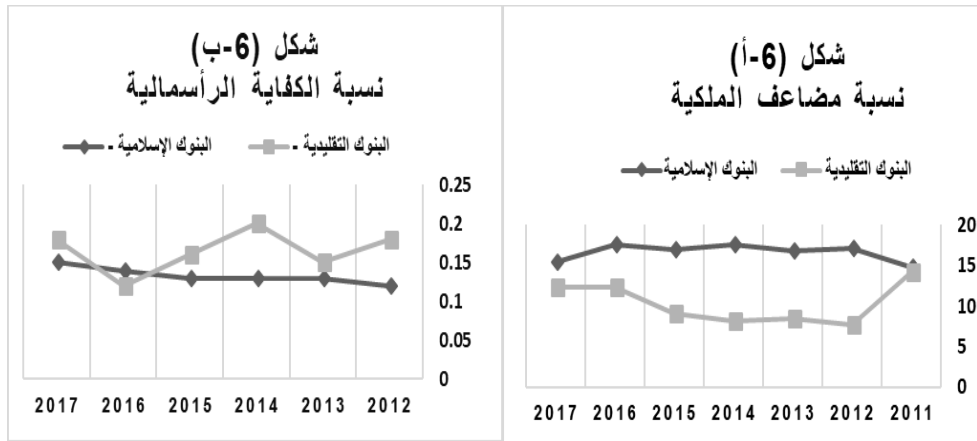 شكل (6-أ)
نسبة مضاعف الملكية
البنوك الإسلامية
البنوك التقليدية
20
15
10
5
0
2017 2016 2015 2014 2013 2012 2011
شكل (6-ب)
نسبة الكفاية الرأسمالية
البنوك الإسلامية -
البنوك التقليدية -
0.25
0.2
0.15
0.1
0.05
0
2017 2016 2015 2014 2013 2012